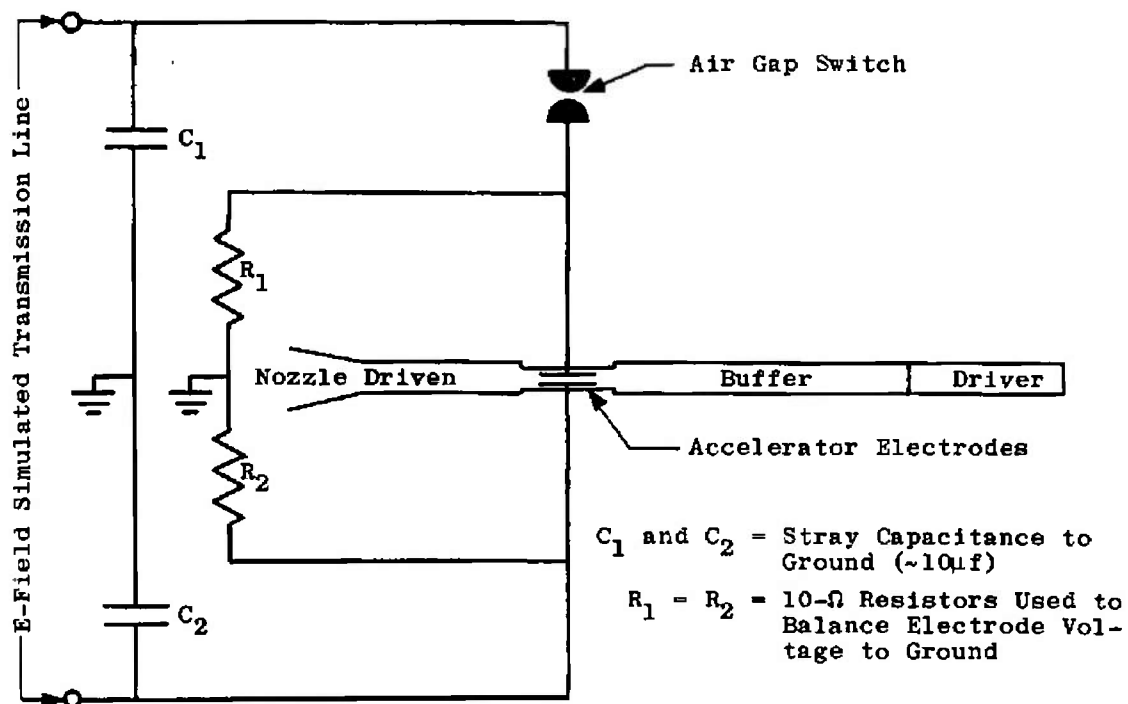 E-Field Simulated Transmission Line
Air Gap Switch
C1
R1
Nozzle Driven
Buffer
Driver
Accelerator Electrodes
R2
C2
C1 and C2 = Stray Capacitance to
Ground (~10μf)
R1 = R2 = 10-Ω Resistors Used to
Balance Electrode Vol-
tage to Ground